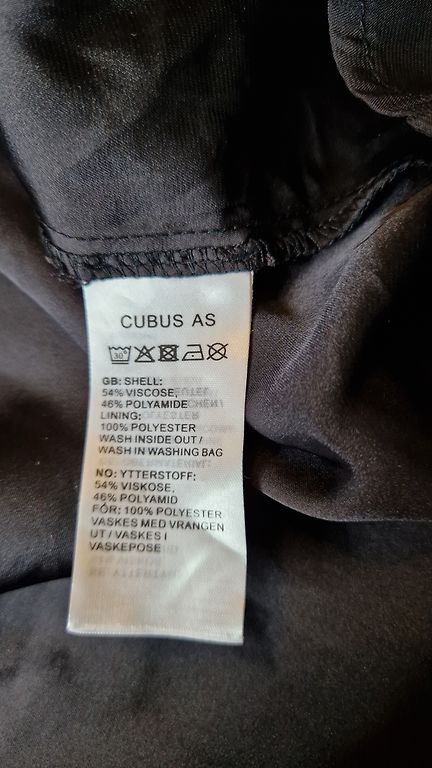 CUBUS AS
30°
GB: SHELL:
54% VISCOSE,
46% POLYAMIDE
LINING:
100% POLYESTER
WASH INSIDE OUT /
WASH IN WASHING BAG
NO: YTTERSTOFF:
54% VISKOSE,
46% POLYAMID
FÔR: 100% POLYESTER
VASKES MED VRANGEN
UT / VASKES I
VASKEPOSE